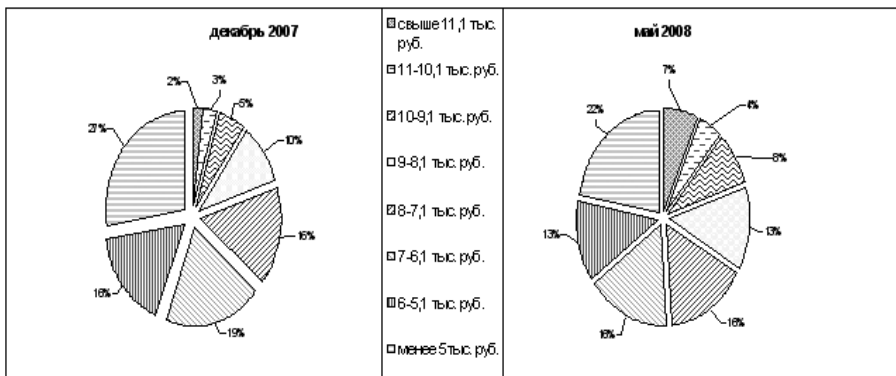 декабрь 2007
2%
3%
10%
16%
19%
16%
27%
свыше 11,1 тыс.
руб.
11-10,1 тыс. руб.
10-9,1 тыс. руб.
9-8,1 тыс. руб.
8-7,1 тыс. руб.
7-6,1 тыс. руб.
6-5,1 тыс. руб.
менее 5 тыс. руб.
май 2008
7%
4%
8%
13%
16%
16%
13%
22%